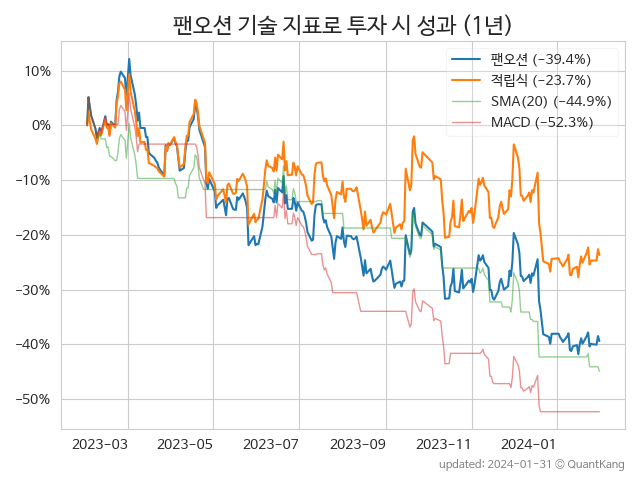 팬오션 기술 지표로 투자 시 성과 (1년)
팬오션 (−39.4%)
적립식 (−23.7%)
SMA(20) (−44.9%)
MACD (−52.3%)
10%
0%
−10%
−20%
−30%
−40%
−50%
2023-03 2023-05 2023-07 2023-09 2023-11 2024-01
updated: 2024-01-31 © QuantKang